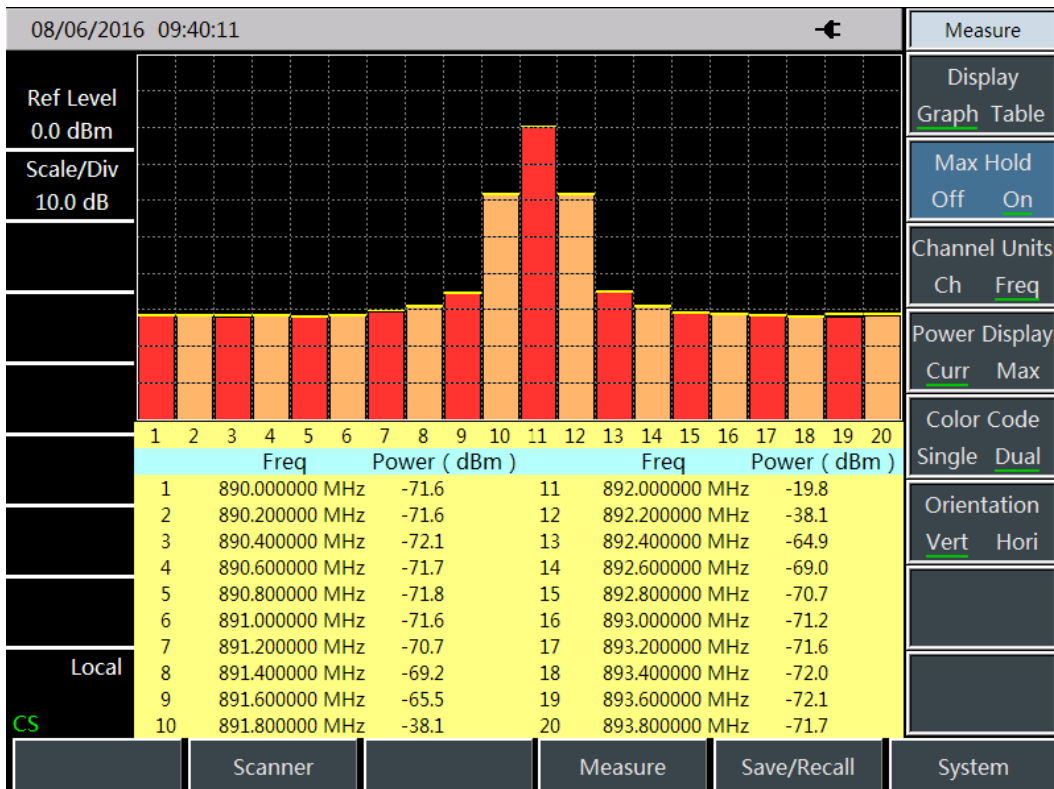 08/06/2016 09:40:11
Measure
Ref Level
0.0 dBm
Scale/Div
10.0 dB
Local
CS
1 2 3 4 5 6 7 8 9 10 11 12 13 14 15 16 17 18 19 20
Freq Power ( dBm ) Freq Power ( dBm )
1 890.000000 MHz -71.6 11 892.000000 MHz -19.8
2 890.200000 MHz -71.6 12 892.200000 MHz -38.1
3 890.400000 MHz -72.1 13 892.400000 MHz -64.9
4 890.600000 MHz -71.7 14 892.600000 MHz -69.0
5 890.800000 MHz -71.8 15 892.800000 MHz -70.7
6 891.000000 MHz -71.6 16 893.000000 MHz -71.2
7 891.200000 MHz -70.7 17 893.200000 MHz -71.6
8 891.400000 MHz -69.2 18 893.400000 MHz -72.0
9 891.600000 MHz -65.5 19 893.600000 MHz -72.1
10 891.800000 MHz -38.1 20 893.800000 MHz -71.7
Display
Graph Table
Max Hold
Off On
Channel Units
Ch Freq
Power Display
Curr Max
Color Code
Single Dual
Orientation
Vert Hori
Scanner Measure Save/Recall System